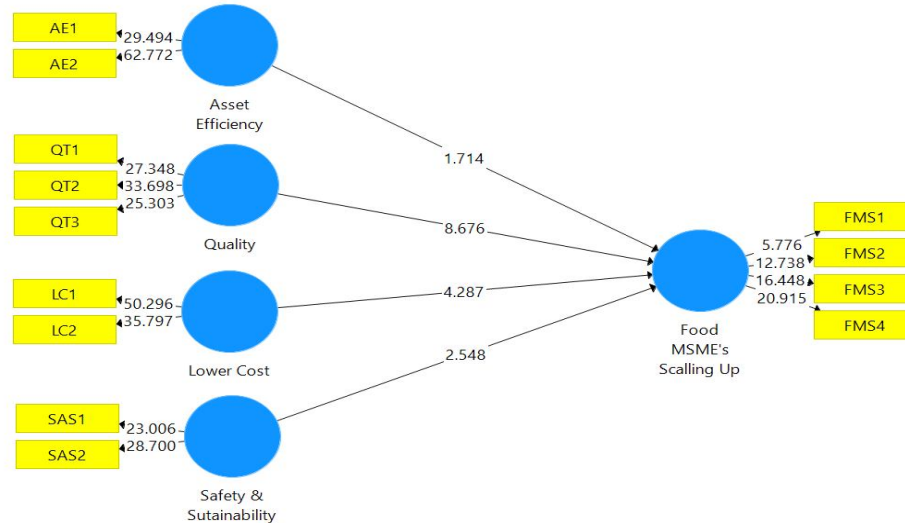 AE1
29.494
AE2
62.772
Asset
Efficiency
QT1
27.348
QT2
33.698
QT3
25.303
Quality
LC1
50.296
LC2
35.797
Lower Cost
SAS1
23.006
SAS2
28.700
Safety &
Sutainability
1.714
8.676
4.287
2.548
Food
MSME's
Scalling Up
5.776
FMS1
12.738
FMS2
16.448
FMS3
20.915
FMS4